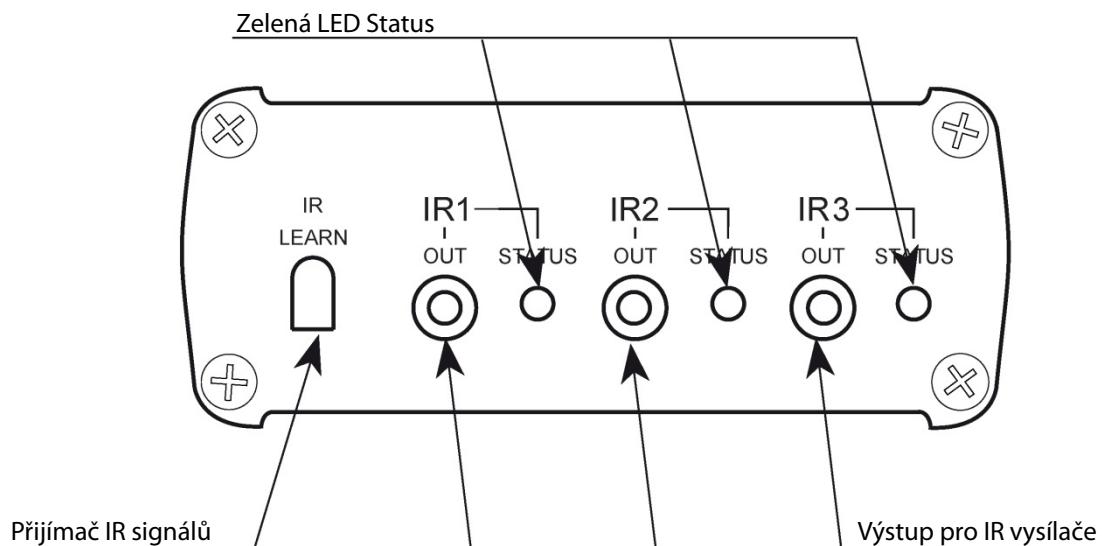 Zelená LED Status
IR
LEARN
IR1
OUT
STATUS
IR2
OUT
STATUS
IR3
OUT
STATUS
Přijímač IR signálů
Výstup pro IR vysílače